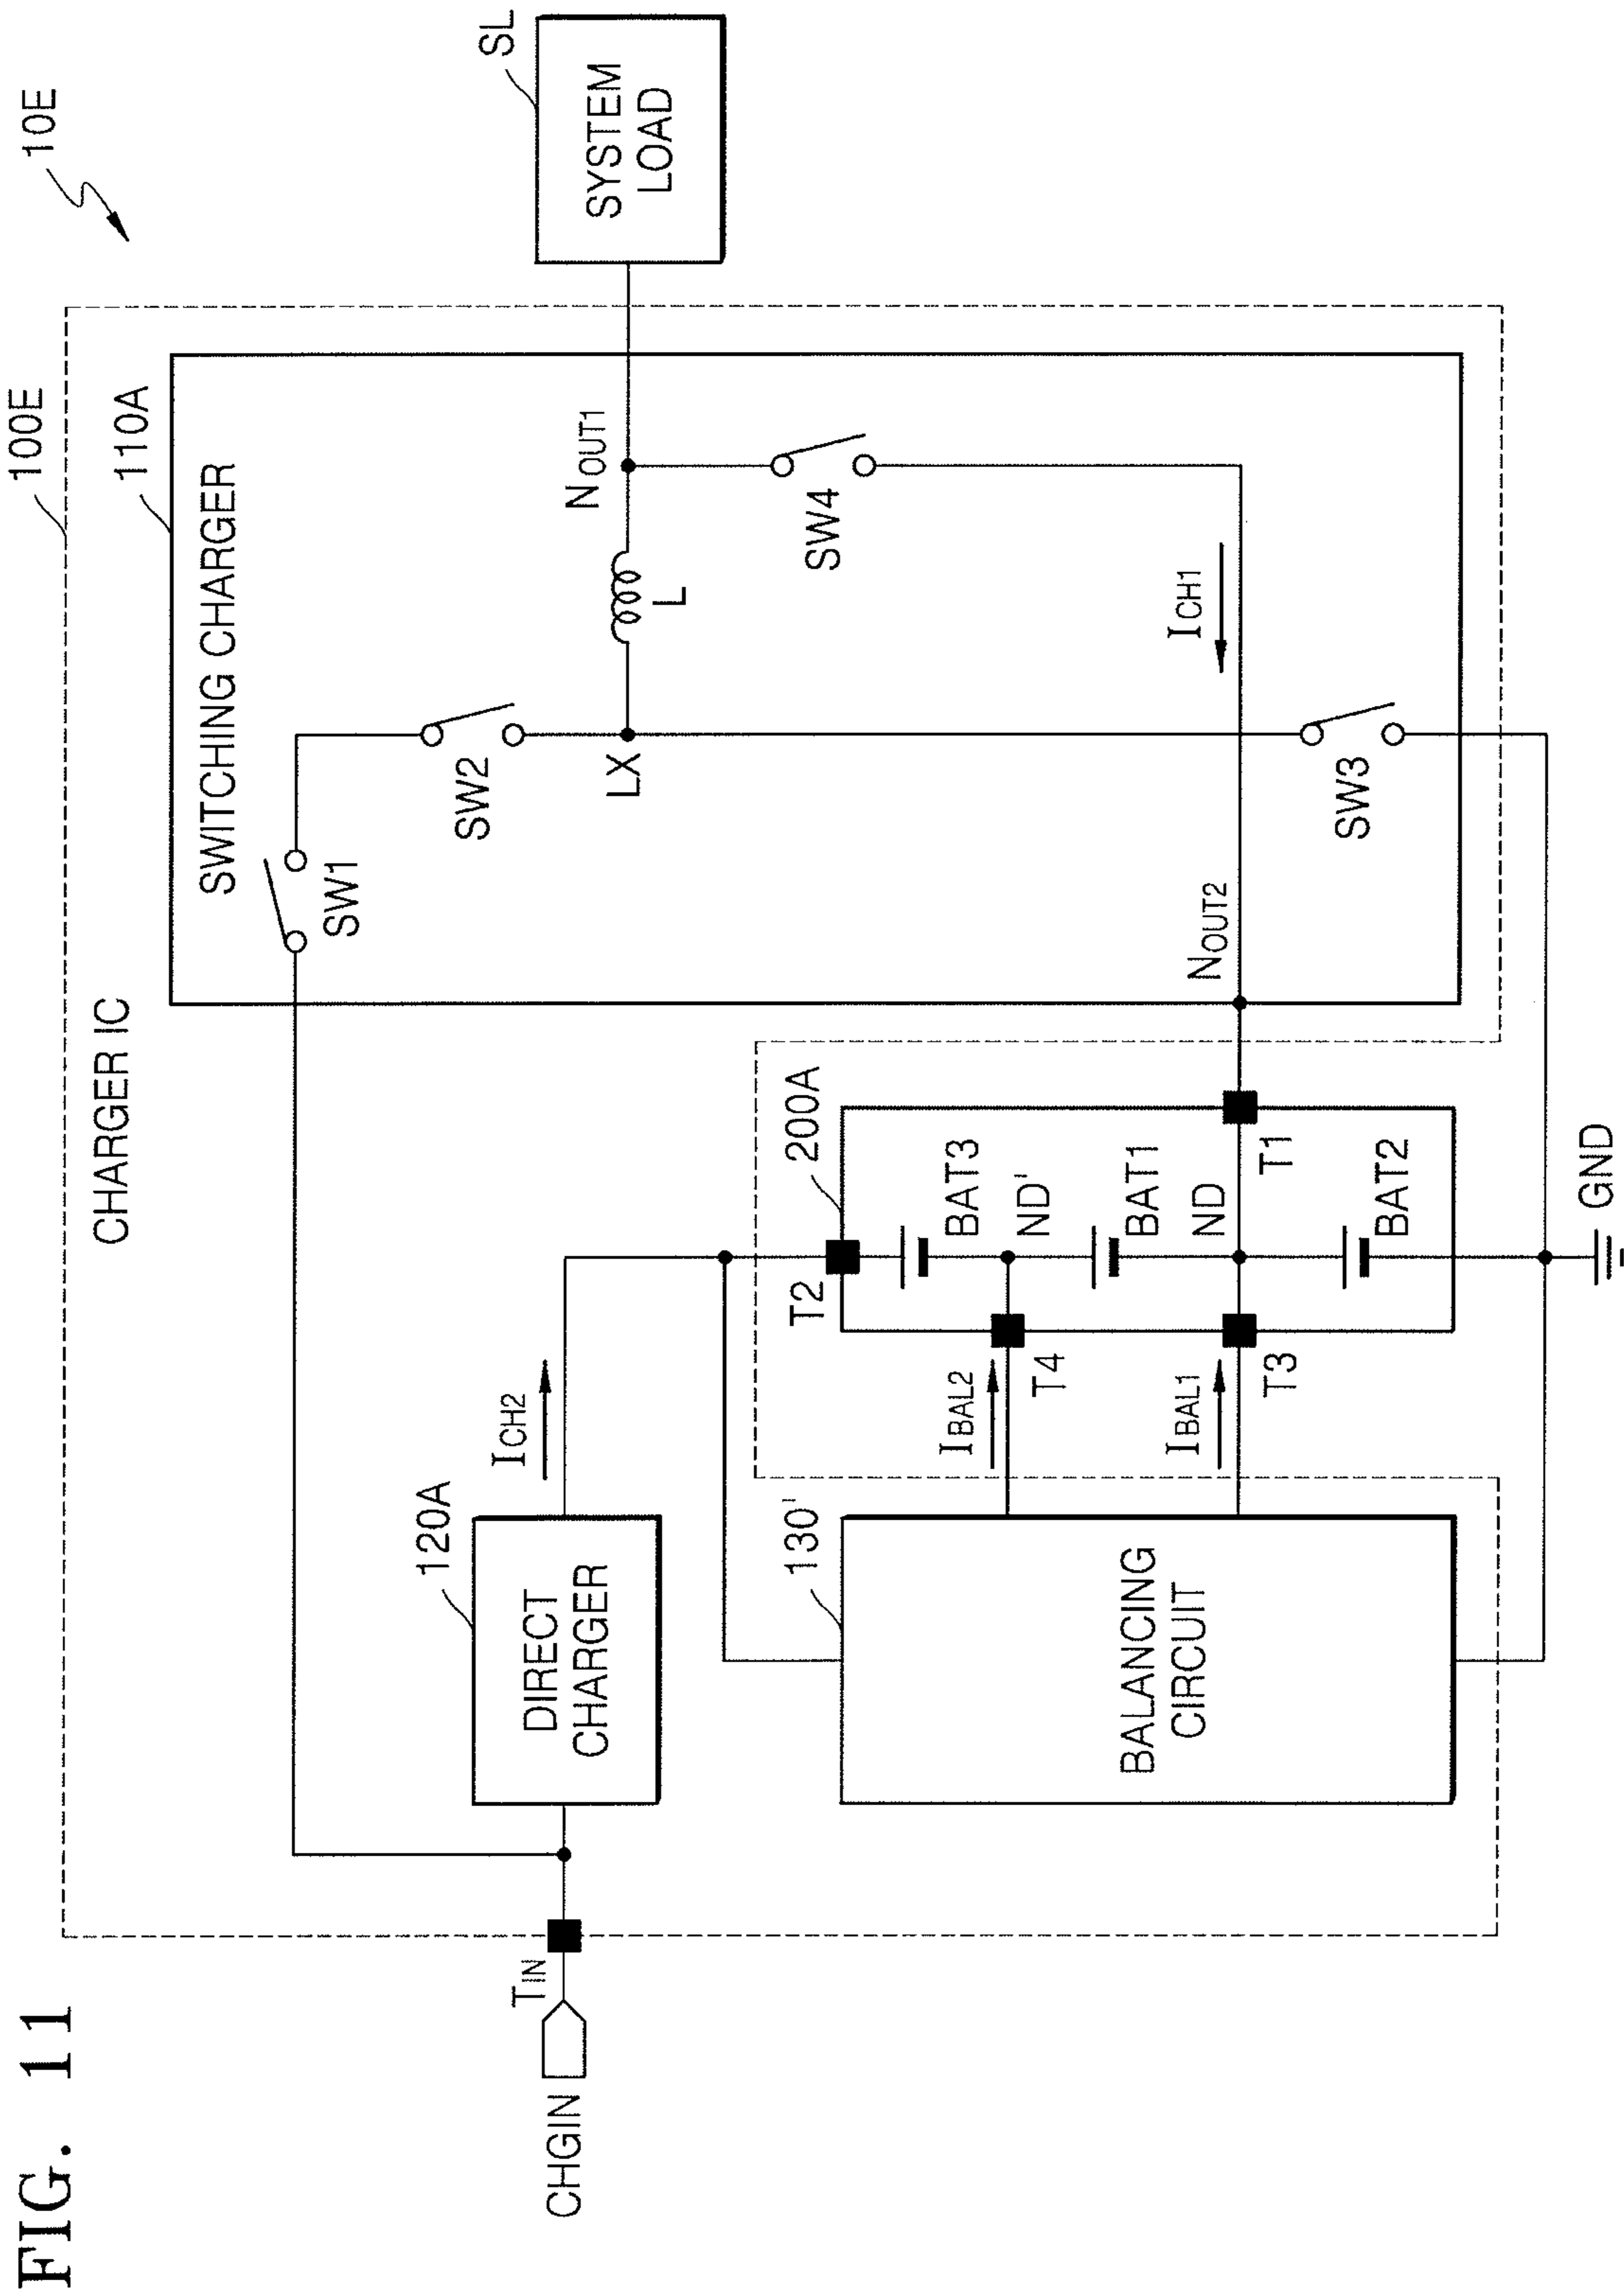 FIG. 11
10E
100E
CHARGER IC
110A
SWITCHING CHARGER
SL
SYSTEM
LOAD
SW1
SW2
LX
L
NOUT1
SW4
ICH1
SW3
NOUT2
CHGIN
TIN
120A
DIRECT
CHARGER
ICH2
130'
BALANCING
CIRCUIT
IBAL2
IBAL1
T2
T4
T3
200A
BAT3
ND'
BAT1
ND
T1
BAT2
GND